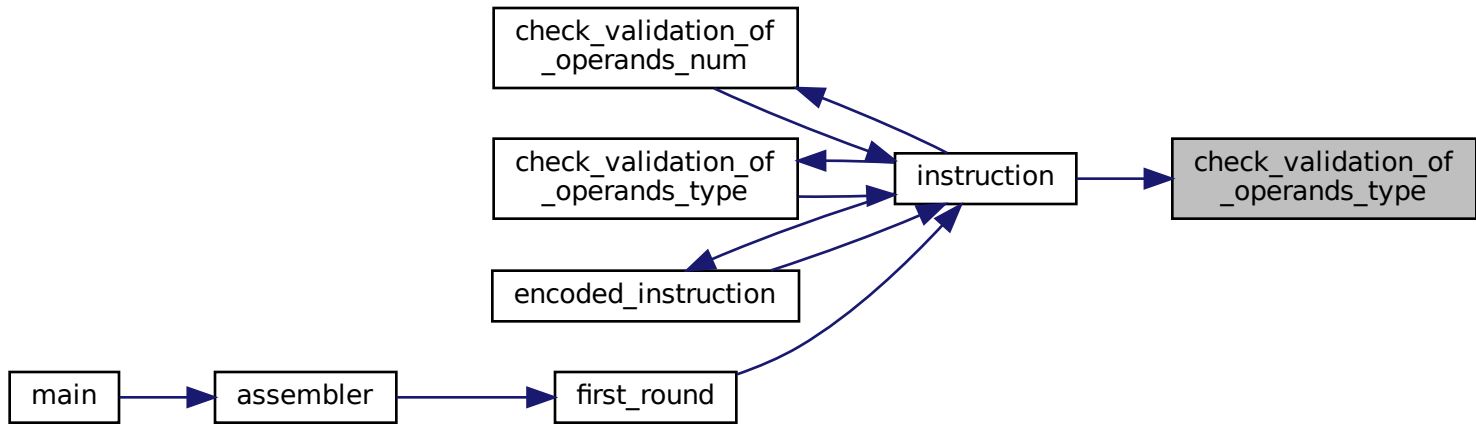 check_validation_of
_operands_num
check_validation_of
_operands_type
instruction
check_validation_of
_operands_type
encoded_instruction
main
assembler
first_round